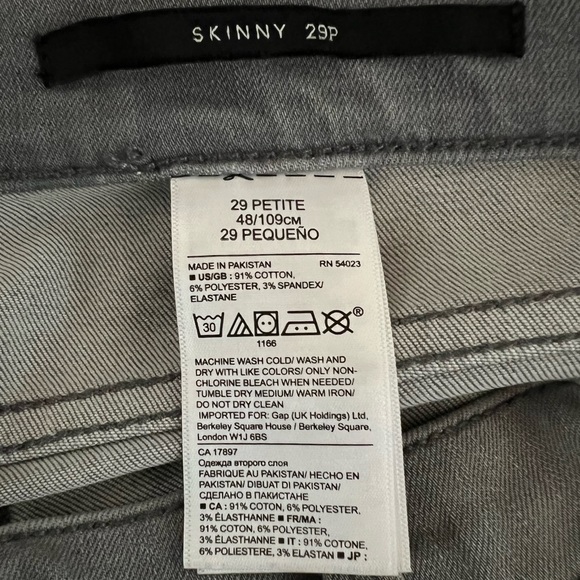 SKINNY 29P
29 PETITE
48/109CM
29 PEQUEÑO
MADE IN PAKISTAN RN 54023
■ US/GB : 91% COTTON,
6% POLYESTER, 3% SPANDEX/
ELASTANE
30 ®
1166
MACHINE WASH COLD/ WASH AND
DRY WITH LIKE COLORS/ ONLY NON-
CHLORINE BLEACH WHEN NEEDED/
TUMBLE DRY MEDIUM/ WARM IRON/
DO NOT DRY CLEAN
IMPORTED FOR: Gap (UK Holdings) Ltd,
Berkeley Square House / Berkeley Square,
London W1J 6BS
CA 17897
Одежда второго слоя
FABRIQUÉ AU PAKISTAN/ HECHO EN
PAKISTAN/ DIBUAT DI PAKISTAN/
СДЕЛАНО В ПАКИСТАНЕ
■ CA : 91% COTON, 6% POLYESTER,
3% ÉLASTHANNE ■ FR/MA :
91% COTON, 6% POLYESTER,
3% ÉLASTHANNE ■ IT : 91% COTONE,
6% POLIESTERE, 3% ELASTAN ■ JP :